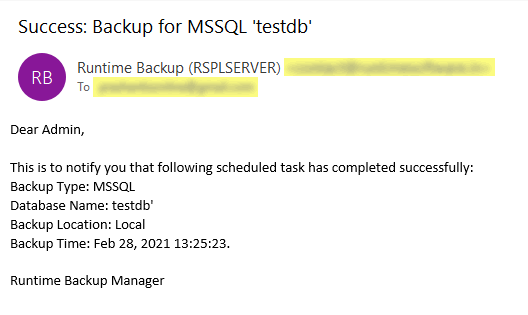 Success: Backup for MSSQL 'testdb'
RB
Runtime Backup (RSPLSERVER)
To
Dear Admin,
This is to notify you that following scheduled task has completed successfully:
Backup Type: MSSQL
Database Name: testdb'
Backup Location: Local
Backup Time: Feb 28, 2021 13:25:23.
Runtime Backup Manager